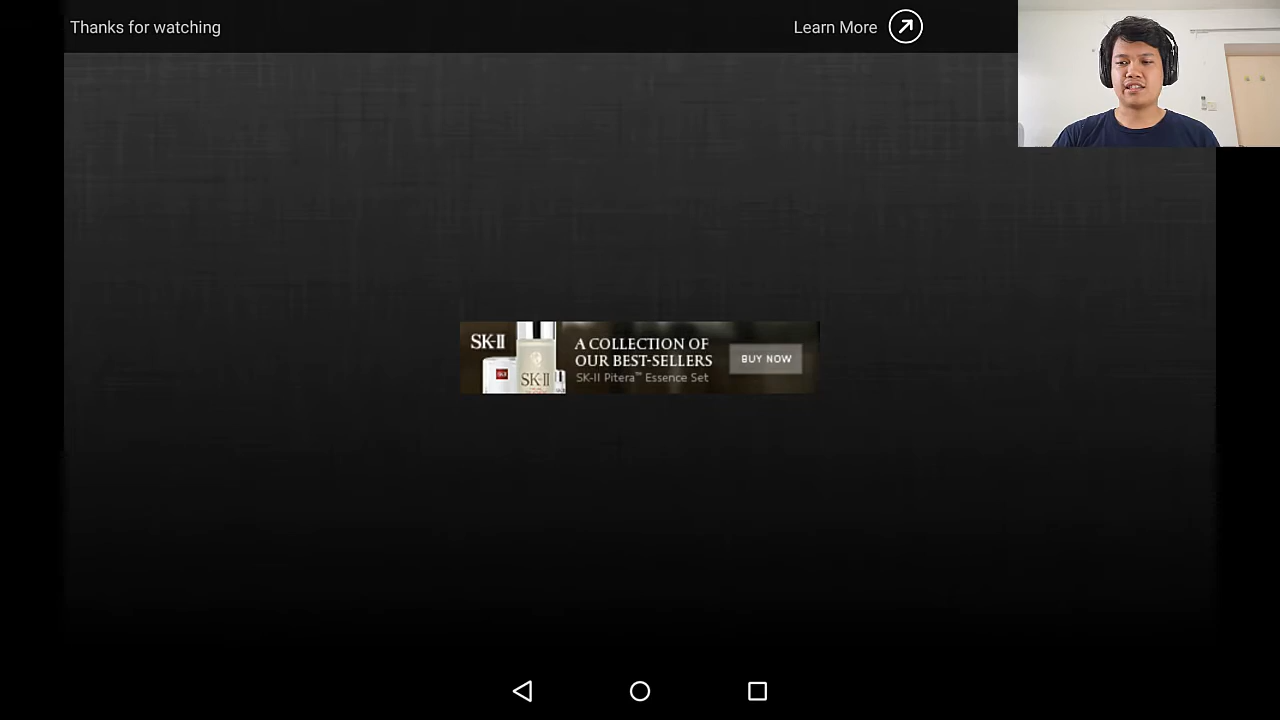 Thanks for watching
Learn More
SK-II
A COLLECTION OF
OUR BEST-SELLERS
SK-II Pitera™ Essence Set
BUY NOW
SK-II